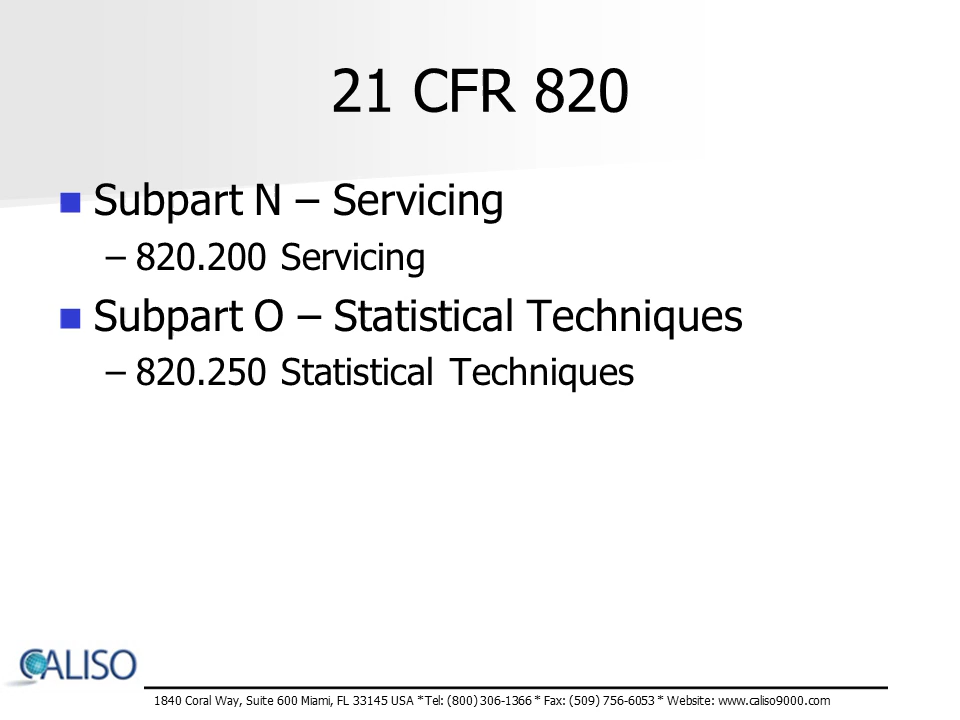 21 CFR 820
Subpart N – Servicing
– 820.200 Servicing
Subpart O – Statistical Techniques
– 820.250 Statistical Techniques
CALISO
1840 Coral Way, Suite 600 Miami, FL 33145 USA * Tel: (800) 306-1366 * Fax: (509) 756-6053 * Website: www.caliso9000.com